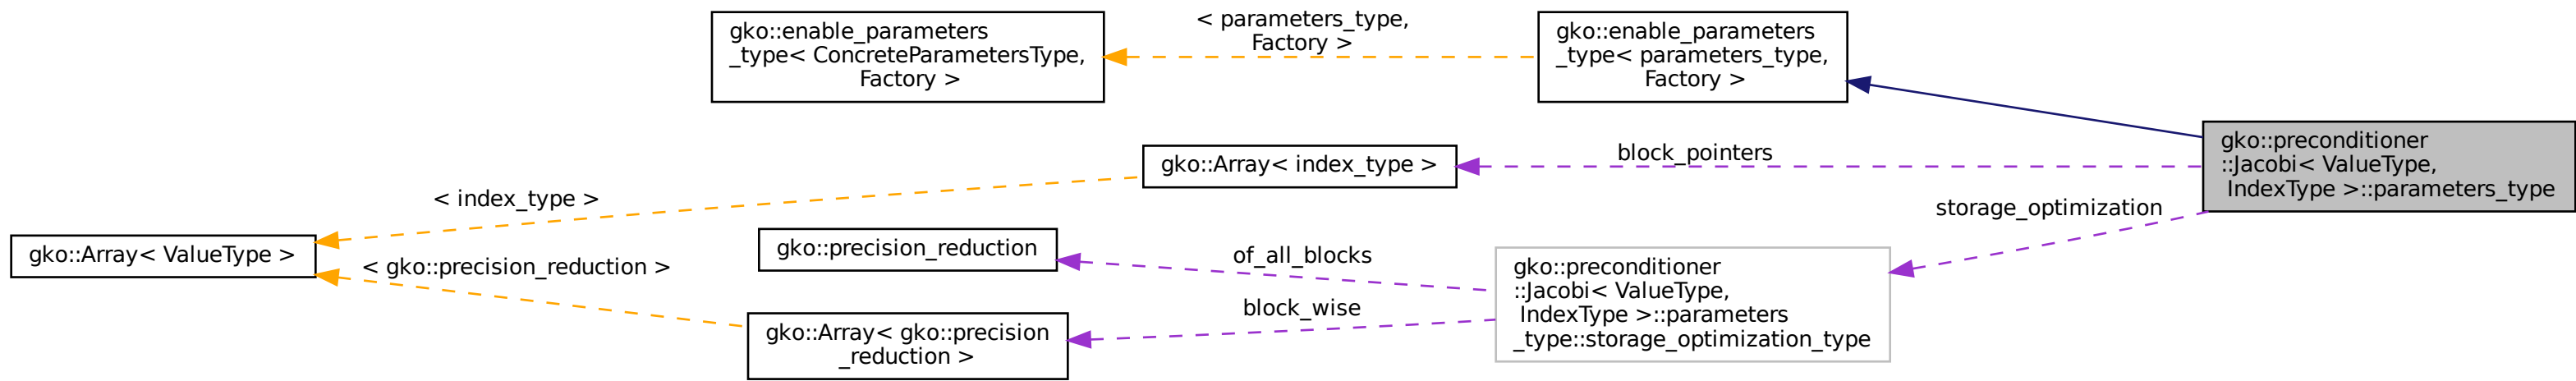 gko::enable_parameters
_type< ConcreteParametersType,
Factory >
< parameters_type,
Factory >
gko::enable_parameters
_type< parameters_type,
Factory >
gko::preconditioner
::Jacobi< ValueType,
IndexType >::parameters_type
gko::Array< index_type >
block_pointers
< index_type >
storage_optimization
gko::Array< ValueType >
gko::precision_reduction
of_all_blocks
< gko::precision_reduction >
gko::preconditioner
::Jacobi< ValueType,
IndexType >::parameters
_type::storage_optimization_type
block_wise
gko::Array< gko::precision
_reduction >